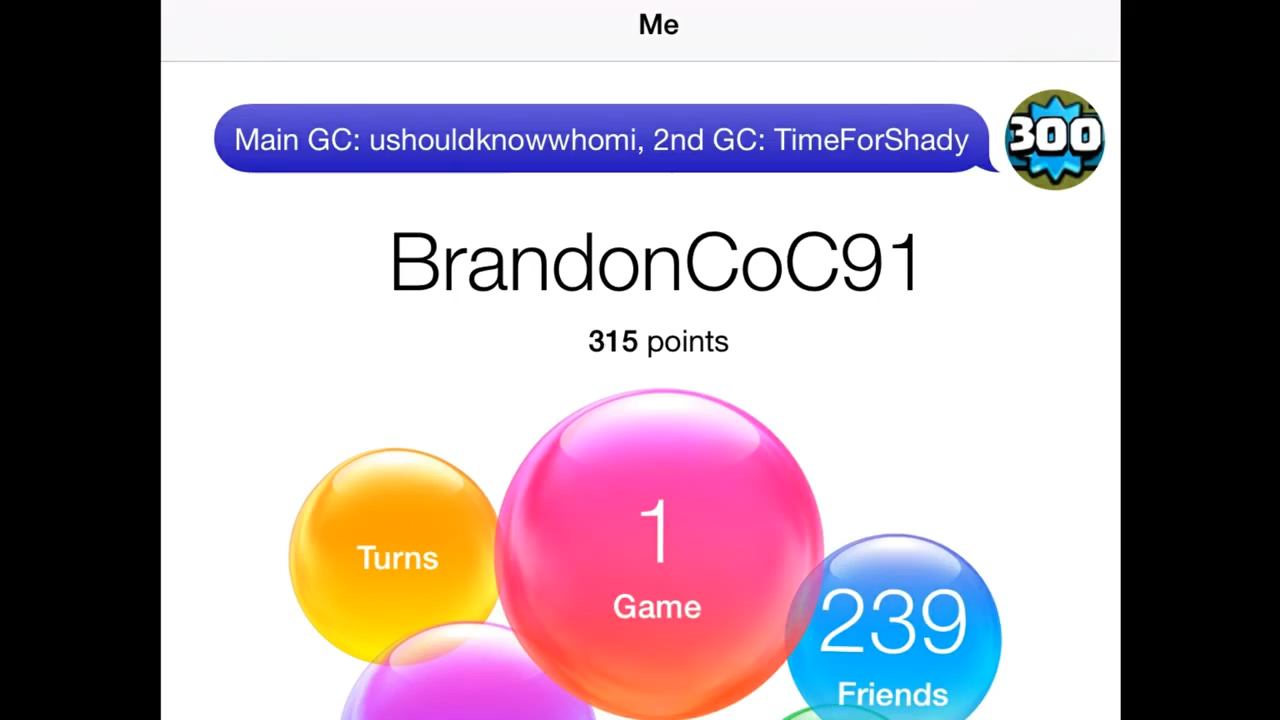 Me
Main GC: ushouldknowwhomi, 2nd GC: TimeForShady
300
BrandonCoC91
315 points
Turns
1
Game
239
Friends